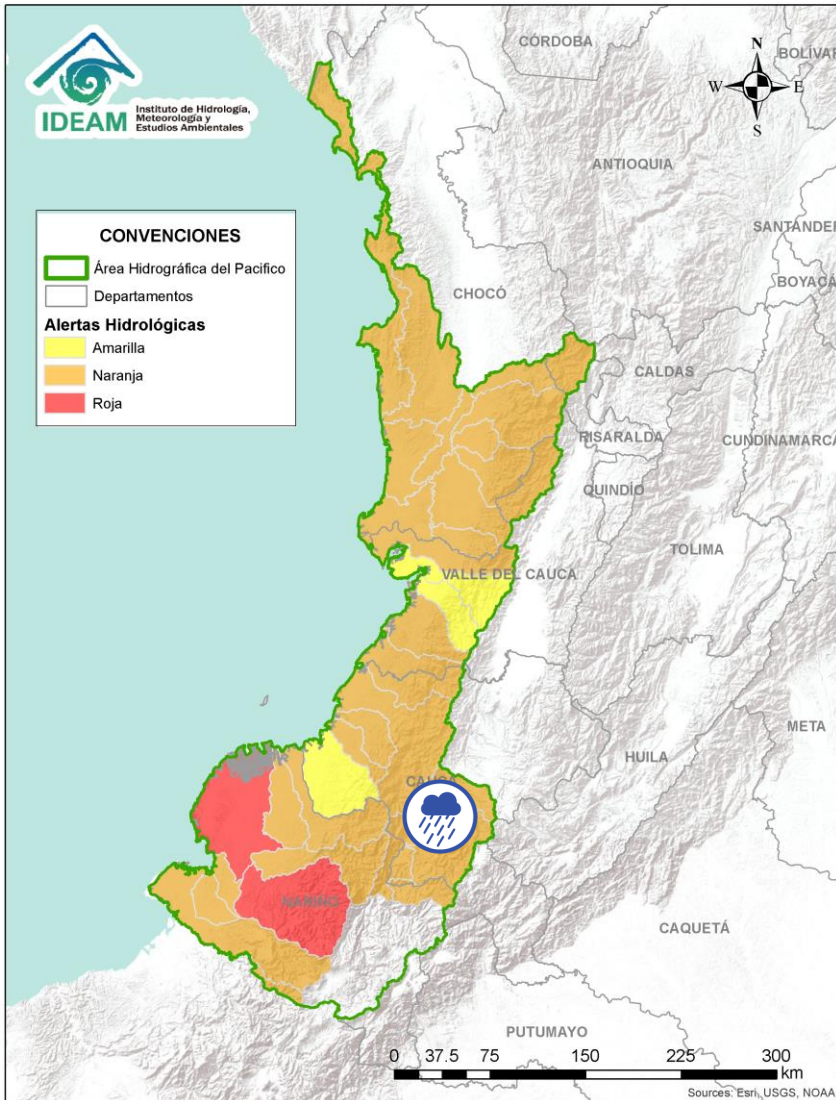 IDEAM
Instituto de Hidrología,
Meteorología y
Estudios Ambientales
CÓRDOBA
BOLÍVAR
N
W
E
S
ANTIOQUIA
SANTANDER
BOYACÁ
CONVENCIONES
Área Hidrográfica del Pacifico
Departamentos
Alertas Hidrológicas
Amarilla
Naranja
Roja
CHOCÓ
CALDAS
RISARALDA
CUNDINAMARCA
QUINDÍO
TOLIMA
VALLE DEL CAUCA
META
HUILA
CAUCA
NARIÑO
CAQUETÁ
PUTUMAYO
0 37.5 75 150 225 300
km
Sources: Esri, USGS, NOAA